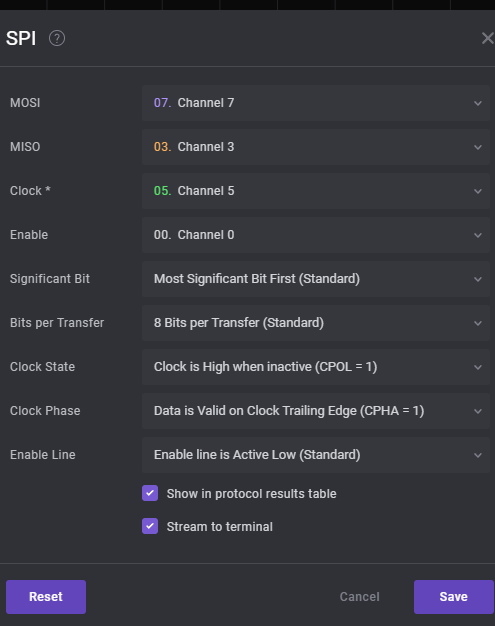 SPI ?
MOSI 07. Channel 7
MISO 03. Channel 3
Clock * 05. Channel 5
Enable 00. Channel 0
Significant Bit Most Significant Bit First (Standard)
Bits per Transfer 8 Bits per Transfer (Standard)
Clock State Clock is High when inactive (CPOL = 1)
Clock Phase Data is Valid on Clock Trailing Edge (CPHA = 1)
Enable Line Enable line is Active Low (Standard)
Show in protocol results table
Stream to terminal
Reset Cancel Save